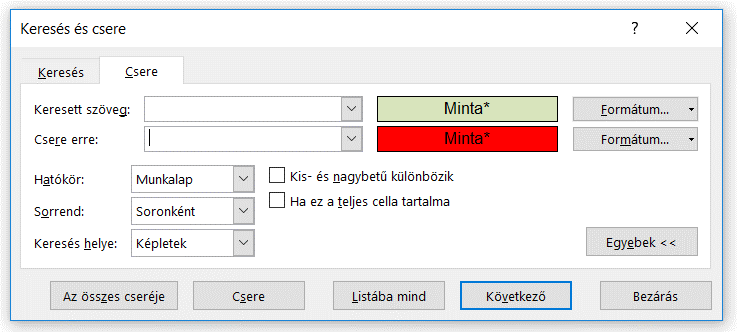 Keresés és csere ?
Keresés Csere
Keresett szöveg: Minta* Formátum...
Csere erre: Minta* Formátum...
Hatókör: Munkalap Kis- és nagybetű különbözik
Sorrend: Soronként Ha ez a teljes cella tartalma
Keresés helye: Képletek Egyebek <<
Az összes cseréje Csere Listába mind Következő Bezárás